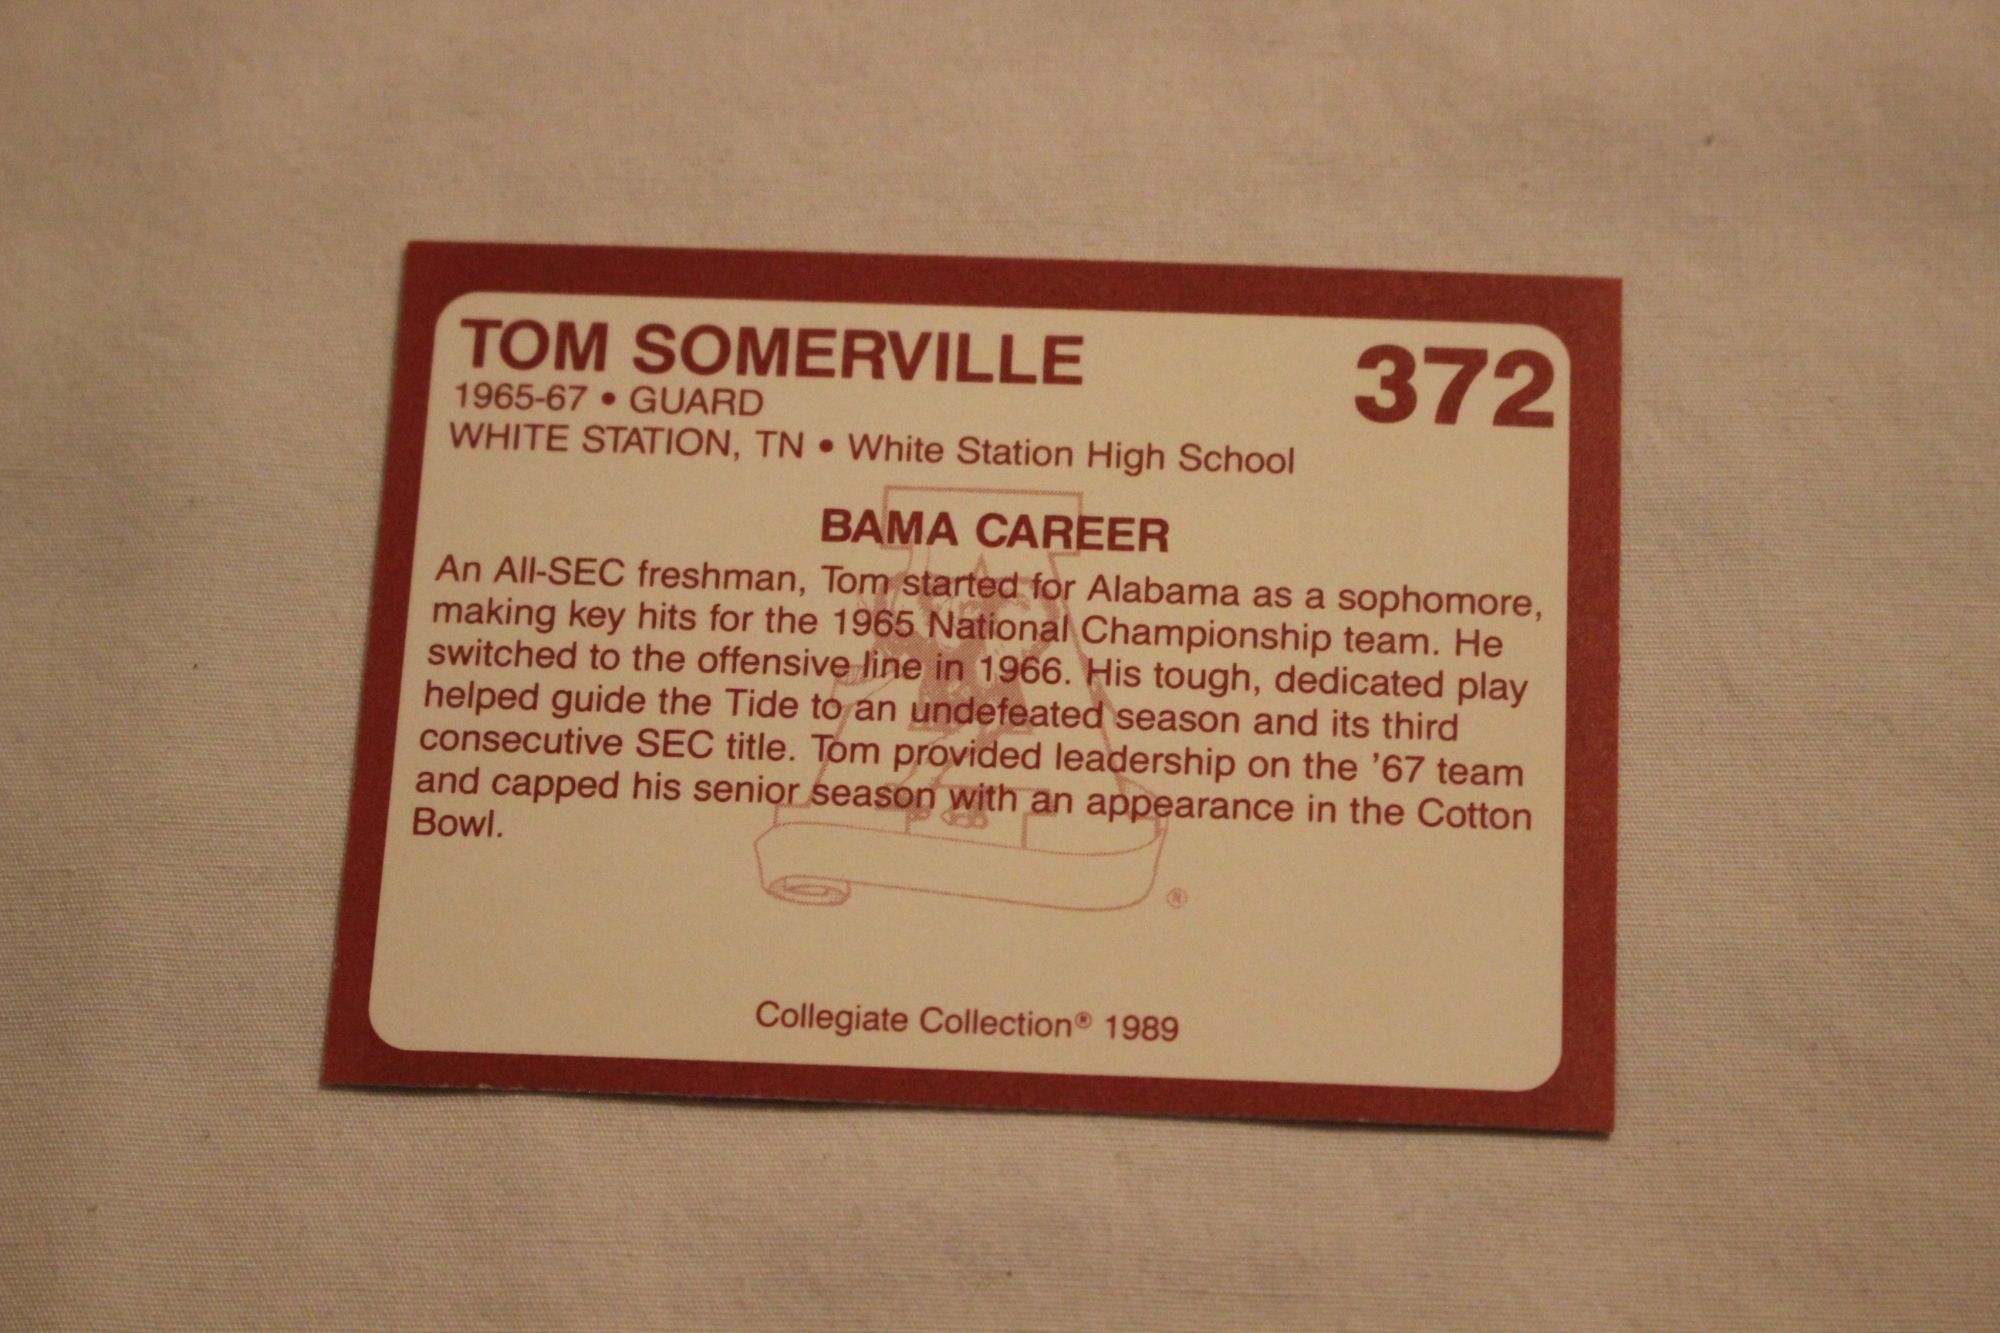 TOM SOMERVILLE
372
1965-67 • GUARD
WHITE STATION, TN • White Station High School
BAMA CAREER
An All-SEC freshman, Tom started for Alabama as a sophomore,
making key hits for the 1965 National Championship team. He
switched to the offensive line in 1966. His tough, dedicated play
helped guide the Tide to an undefeated season and its third
consecutive SEC title. Tom provided leadership on the '67 team
and capped his senior season with an appearance in the Cotton
Bowl.
®
Collegiate Collection® 1989